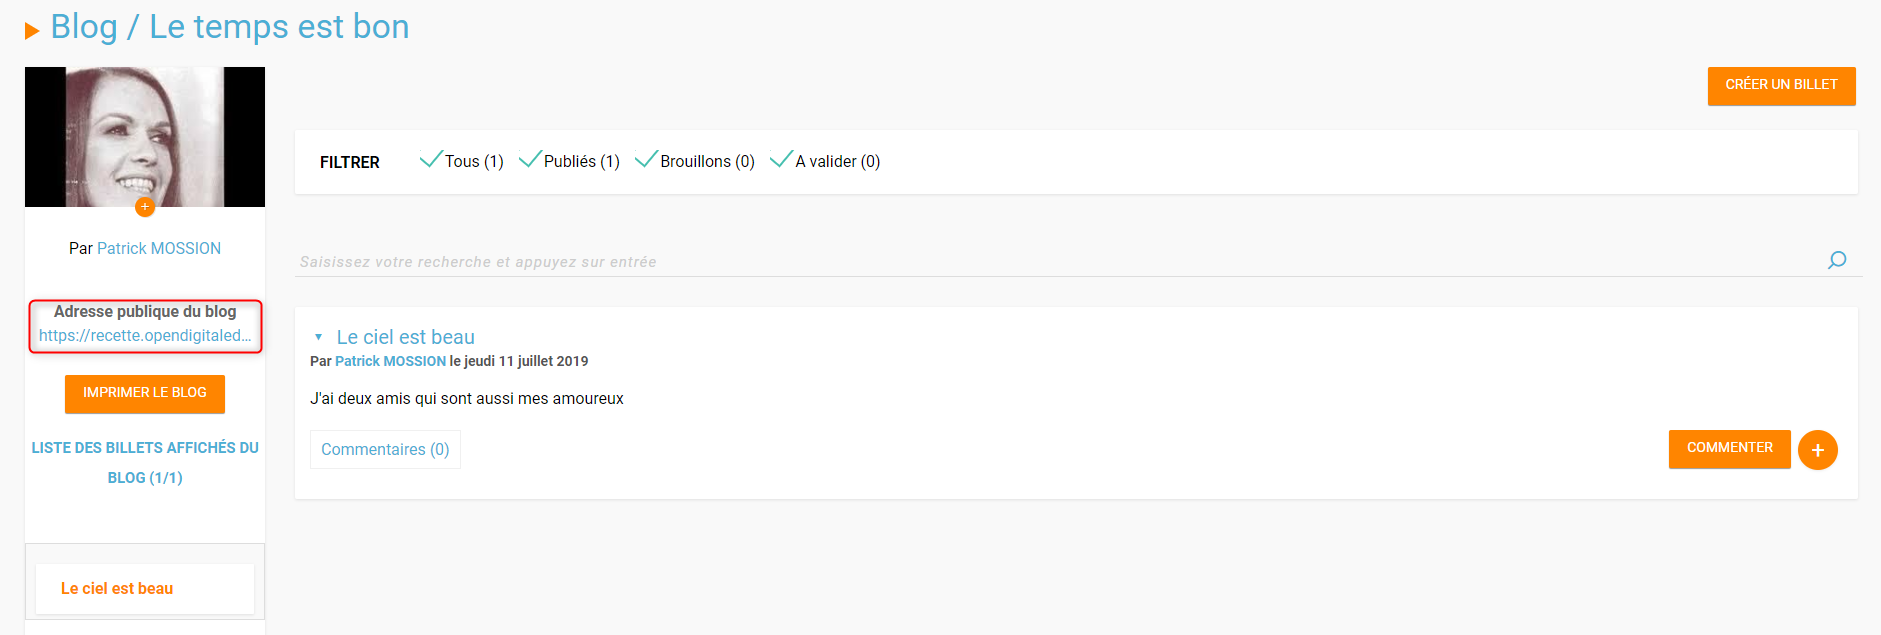 Blog / Le temps est bon
CRÉER UN BILLET
FILTRER Tous (1) Publiés (1) Brouillons (0) A valider (0)
Par Patrick MOSSION
Saisissez votre recherche et appuyez sur entrée
Adresse publique du blog
https://recette.opendigitaled...
IMPRIMER LE BLOG
LISTE DES BILLETS AFFICHÉS DU
BLOG (1/1)
Le ciel est beau
Le ciel est beau
Par Patrick MOSSION le jeudi 11 juillet 2019
J'ai deux amis qui sont aussi mes amoureux
Commentaires (0)
COMMENTER
+